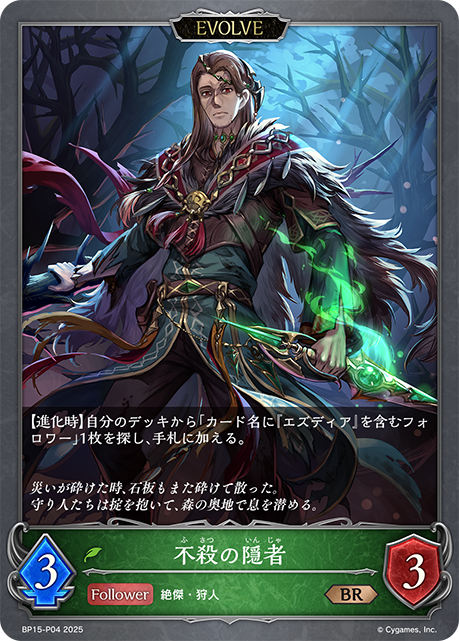 EVOLVE
【進化時】自分のデッキから「カード名に『エズディア』を含むフォ
ロワー」1枚を探し、手札に加える。
災いが砕けた時、石板もまた砕けて散った。
守り人たちは掟を抱いて、森の奥地で息を潜める。
ふさつ いんじゃ
不殺の隠者
3
Follower 絶傑・狩人
BR
3
BP15-P04 2025
© Cygames, Inc.